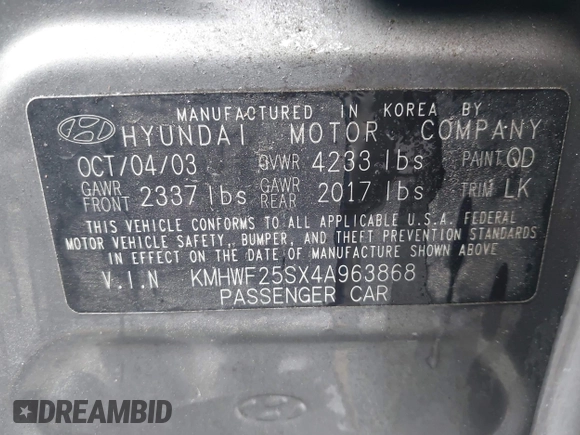 MANUFACTURED IN KOREA BY
HYUNDAI MOTOR COMPANY
OCT/04/03 GVWR 4233 lbs PAINT QD
GAWR FRONT 2337 lbs GAWR REAR 2017 lbs TRIM LK
THIS VEHICLE CONFORMS TO ALL APPLICABLE U.S.A. FEDERAL
MOTOR VEHICLE SAFETY, BUMPER, AND THEFT PREVENTION STANDARDS
IN EFFECT ON THE DATE OF MANUFACTURE SHOWN ABOVE
V.I.N KMHWF25SX4A963868
PASSENGER CAR
DREAMBID